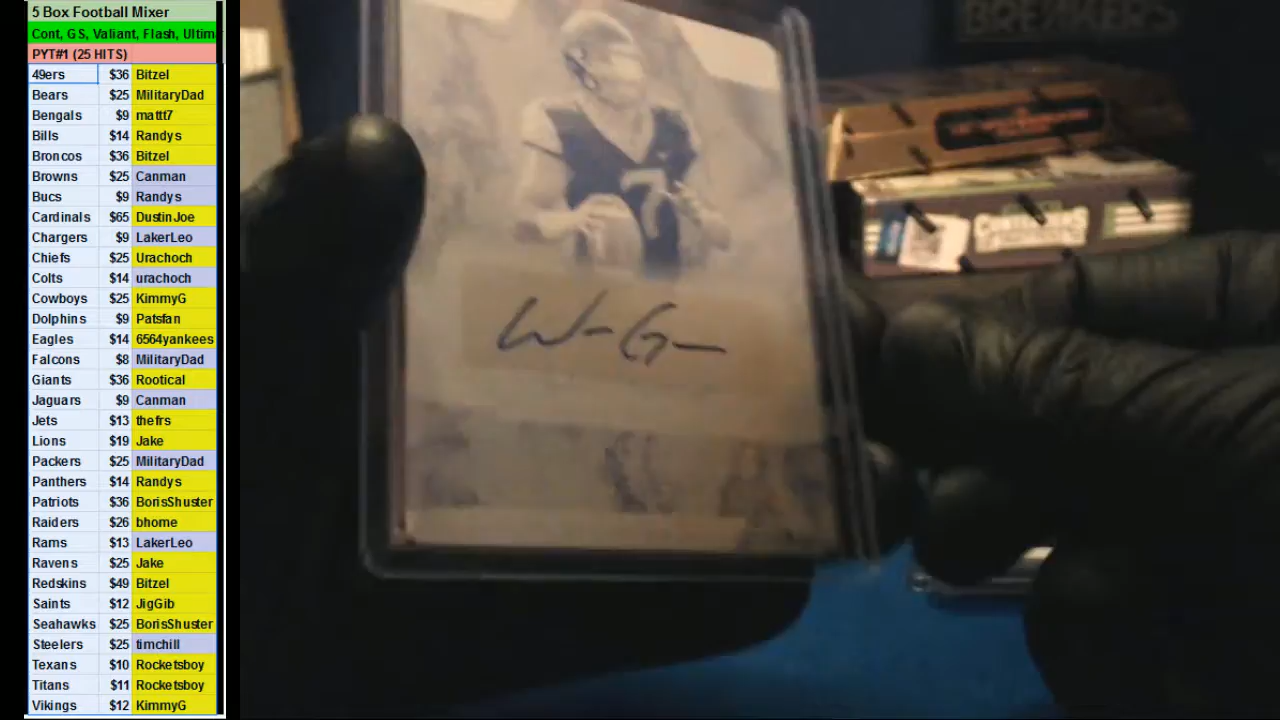 5 Box Football Mixer
Cont, GS, Valiant, Flash, Ultim
PYT#1 (25 HITS)
49ers $36 Bitzel
Bears $25 MilitaryDad
Bengals $9 mattt7
Bills $14 Randys
Broncos $36 Bitzel
Browns $25 Canman
Bucs $9 Randys
Cardinals $65 DustinJoe
Chargers $9 LakerLeo
Chiefs $25 Urachoch
Colts $14 urachoch
Cowboys $25 KimmyG
Dolphins $9 Patsfan
Eagles $14 6564yankees
Falcons $8 MilitaryDad
Giants $36 Rootical
Jaguars $9 Canman
Jets $13 thefrs
Lions $19 Jake
Packers $25 MilitaryDad
Panthers $14 Randys
Patriots $36 BorisShuster
Raiders $26 bhome
Rams $13 LakerLeo
Ravens $25 Jake
Redskins $49 Bitzel
Saints $12 JigGib
Seahawks $25 BorisShuster
Steelers $25 timchill
Texans $10 Rocketsboy
Titans $11 Rocketsboy
Vikings $12 KimmyG
BREAKERS
7
W G
CONTENDERS